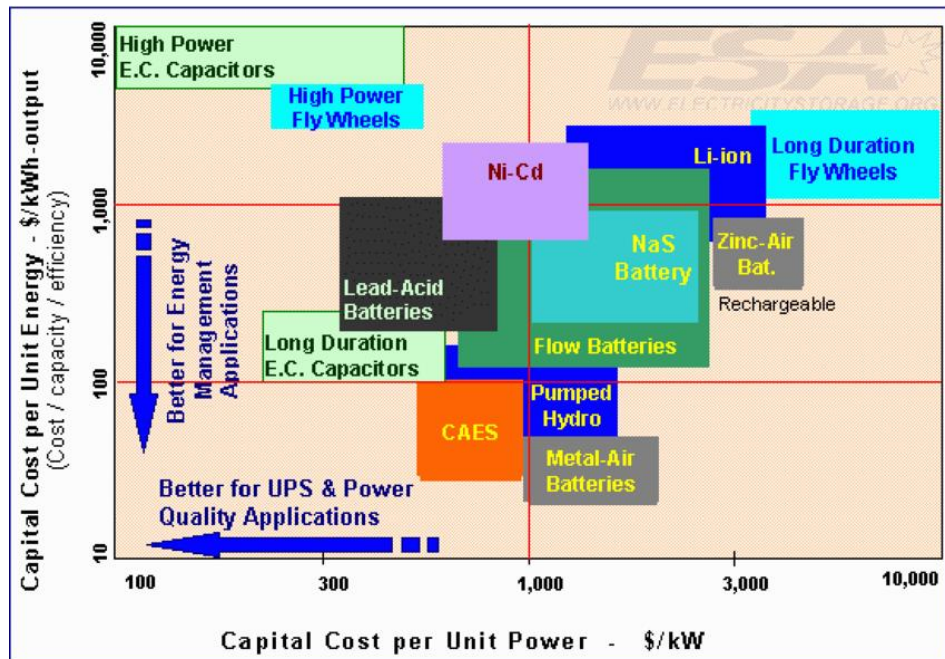 Capital Cost per Unit Energy - $/kWh-output
(Cost / capacity / efficiency)
10,000
1,000
100
10
High Power
E.C. Capacitors
High Power
Fly Wheels
ESA
WWW.ELECTRICITYSTORAGE.ORG
Ni-Cd
Li-ion
Long Duration
Fly Wheels
NaS
Battery
Zinc-Air
Bat.
Rechargeable
Lead-Acid
Batteries
Flow Batteries
Long Duration
E.C. Capacitors
Pumped
Hydro
CAES
Metal-Air
Batteries
Better for Energy
Management
Applications
Better for UPS & Power
Quality Applications
100
300
1,000
3,000
10,000
Capital Cost per Unit Power - $/kW